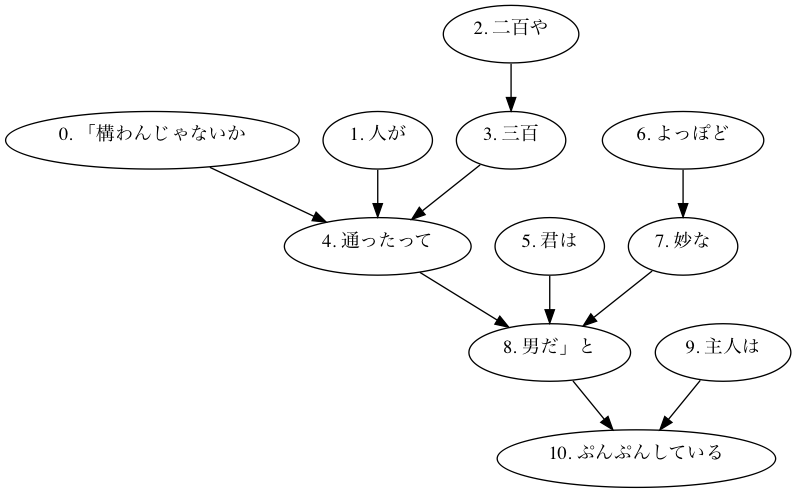 2. 二百や
0. 「構わんじゃないか
1. 人が
3. 三百
6. よっぽど
4. 通ったって
5. 君は
7. 妙な
8. 男だ」と
9. 主人は
10. ぷんぷんしている